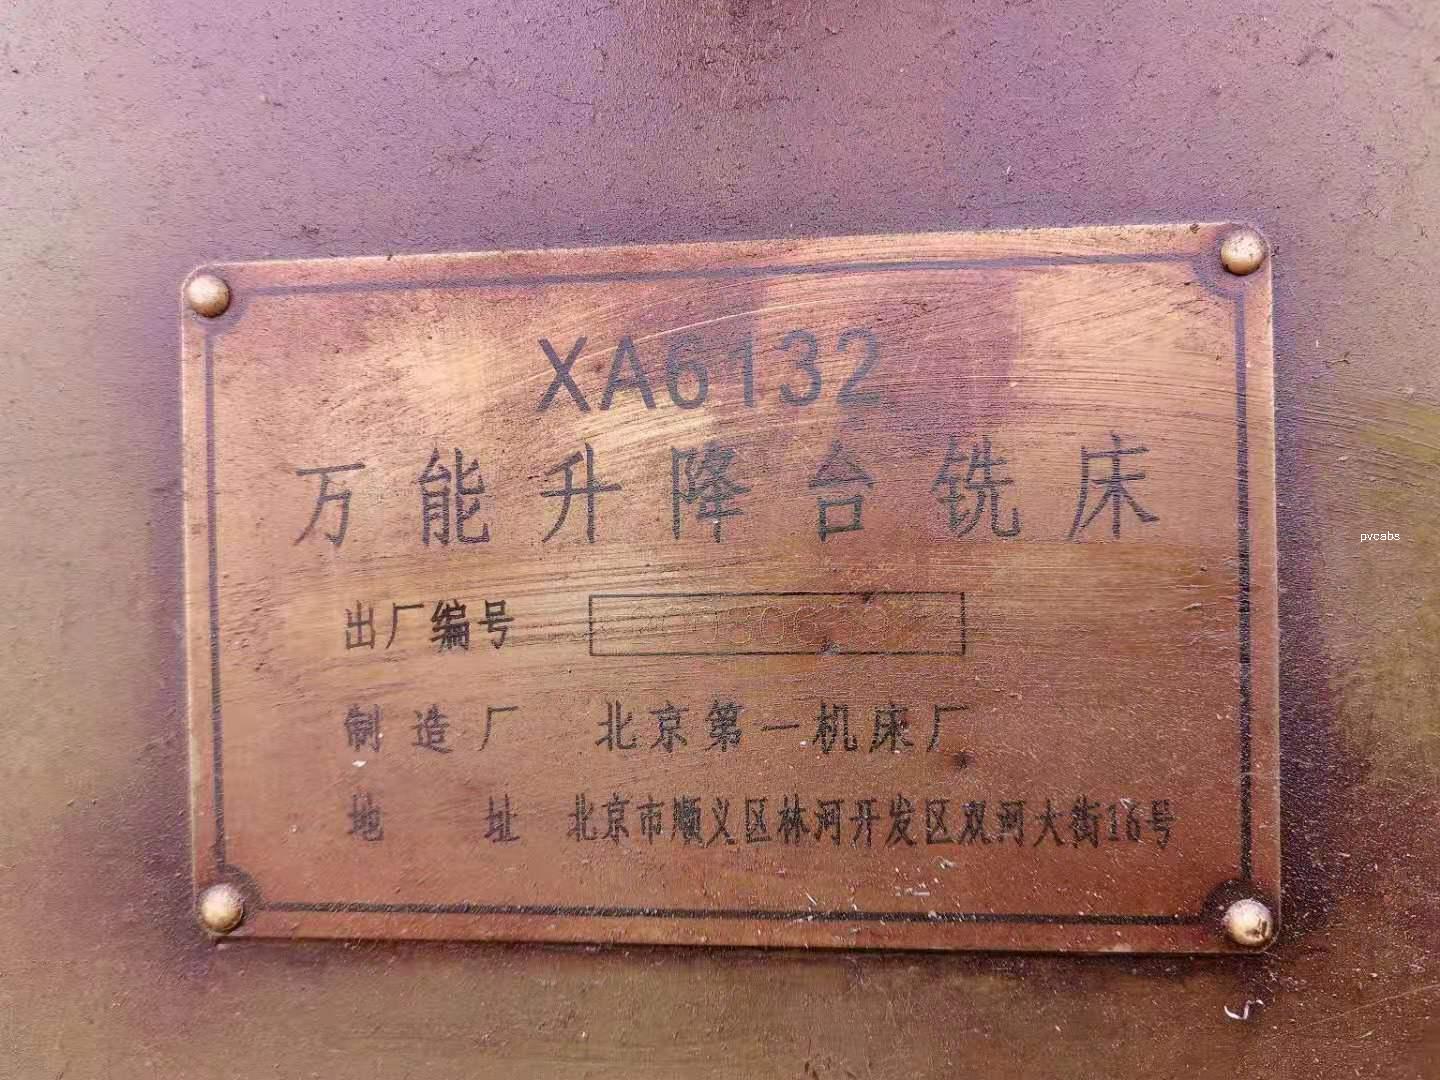 XA6132
万能升降台铣床
出厂编号
制造厂 北京第一机床厂
地址 北京市顺义区林河开发区双河大街16号
pvcabs